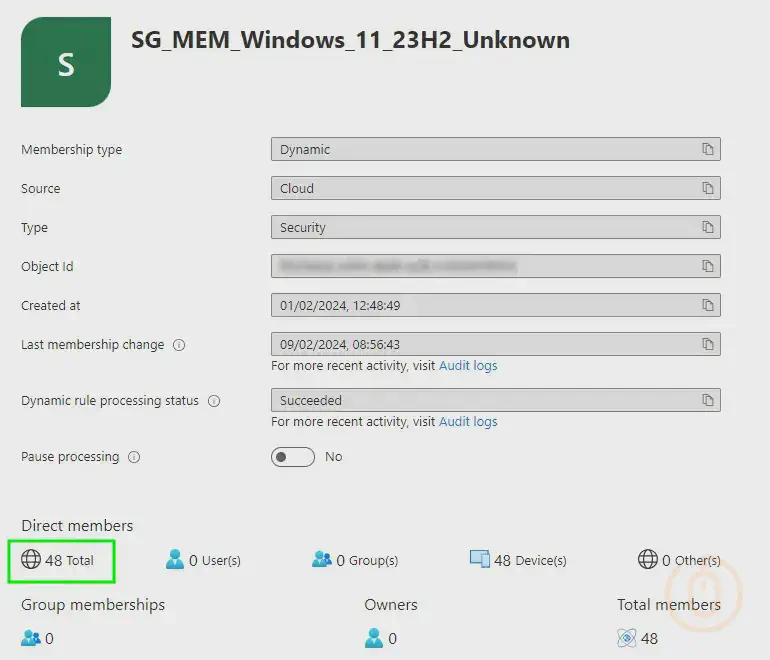 S
SG_MEM_Windows_11_23H2_Unknown
Membership type Dynamic
Source Cloud
Type Security
Object Id
Created at 01/02/2024, 12:48:49
Last membership change 09/02/2024, 08:56:43
For more recent activity, visit Audit logs
Dynamic rule processing status Succeeded
For more recent activity, visit Audit logs
Pause processing No
Direct members
48 Total 0 User(s) 0 Group(s) 48 Device(s) 0 Other(s)
Group memberships Owners Total members
0 0 48